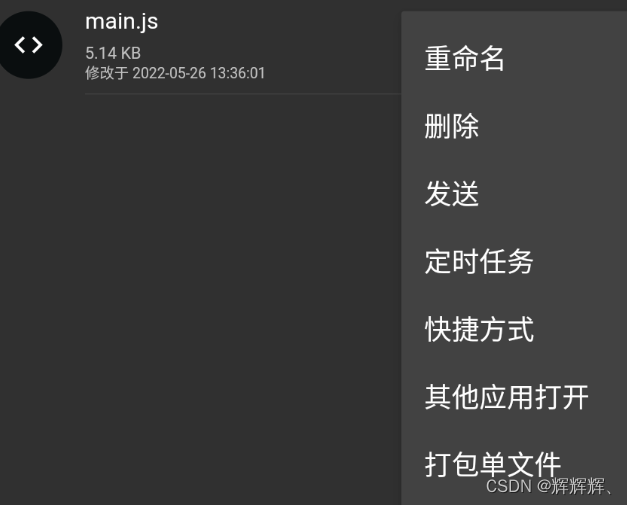 main.js
5.14 KB
修改于 2022-05-26 13:36:01
重命名
删除
发送
定时任务
快捷方式
其他应用打开
打包单文件
CSDN @辉辉辉、